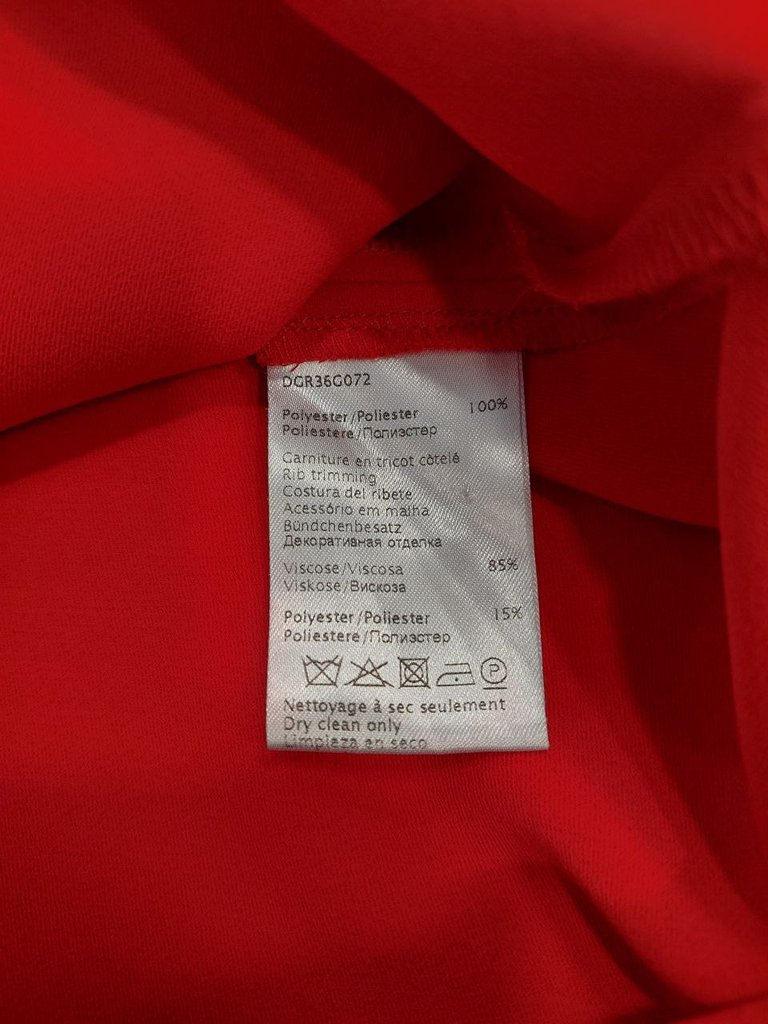 DGR36G072
Polyester/Poliester 100%
Poliestere/Полиэстер
Garniture en tricot côtelé
Rib trimming
Costura del ribete
Acessório em malha
Bündchenbesatz
Декоративная отделка
Viscose/Viscosa 85%
Viskose/Вискоза
Polyester/Poliester 15%
Poliestere/Полиэстер
P
Nettoyage à sec seulement
Dry clean only
Limpieza en seco